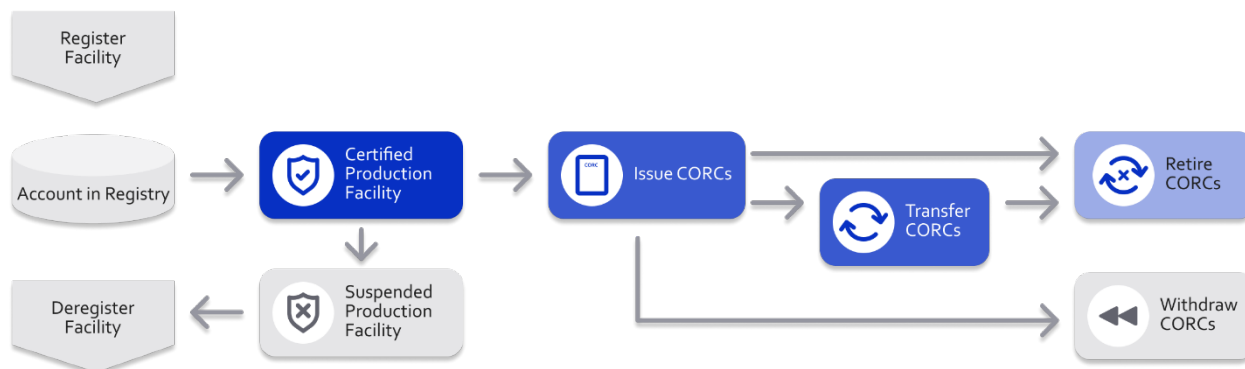 Register
Facility
Account in Registry
Certified
Production
Facility
CORC
Issue CORCs
Transfer
CORCs
Retire
CORCs
Deregister
Facility
Suspended
Production
Facility
Withdraw
CORCs